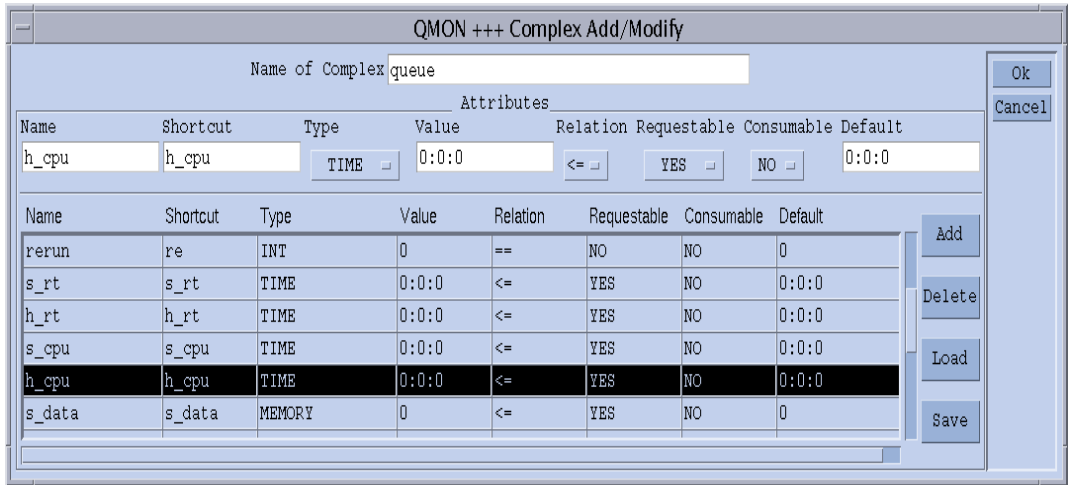 QMON +++ Complex Add/Modify
Name of Complex queue
Ok
Attributes
Cancel
Name Shortcut Type Value Relation Requestable Consumable Default
h_cpu h_cpu TIME 0:0:0 <= YES NO 0:0:0
Name Shortcut Type Value Relation Requestable Consumable Default
Add
rerun re INT 0 == NO NO 0
s_rt s_rt TIME 0:0:0 <= YES NO 0:0:0
Delete
h_rt h_rt TIME 0:0:0 <= YES NO 0:0:0
s_cpu s_cpu TIME 0:0:0 <= YES NO 0:0:0
Load
h_cpu h_cpu TIME 0:0:0 <= YES NO 0:0:0
s_data s_data MEMORY 0 <= YES NO 0
Save